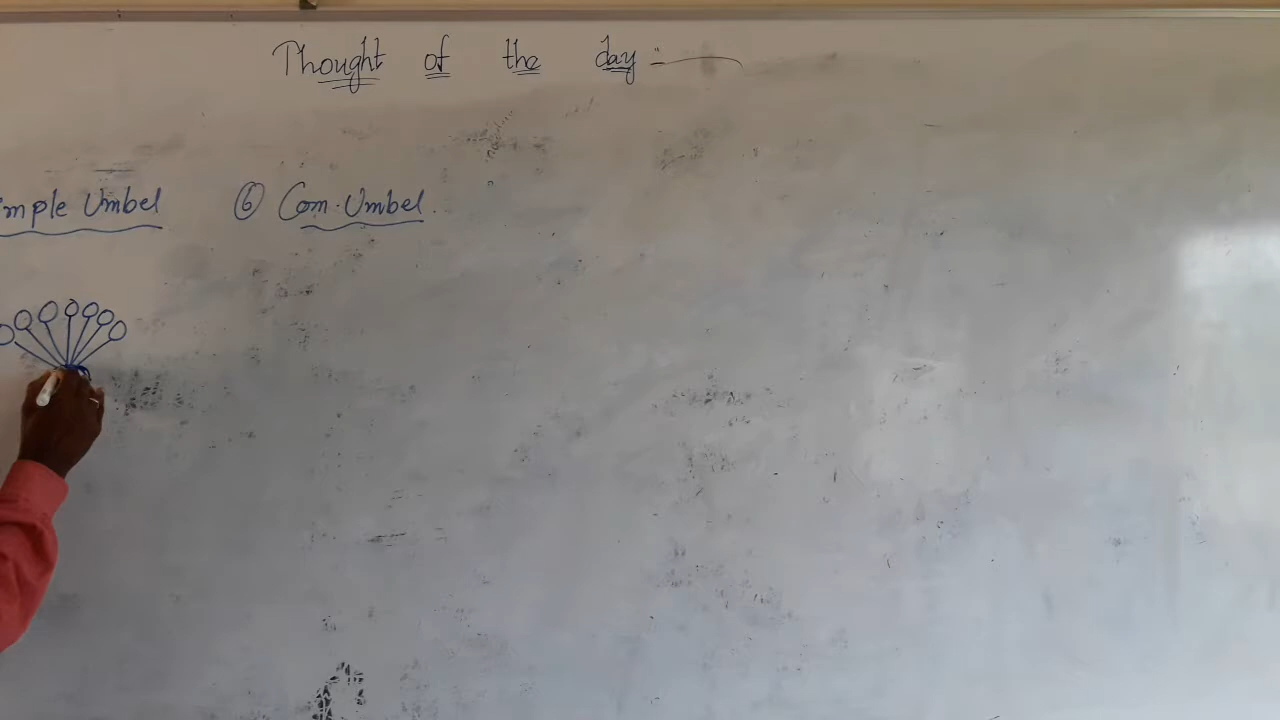 Thought of the day :-
mple Umbel ⑥ Com. Umbel.